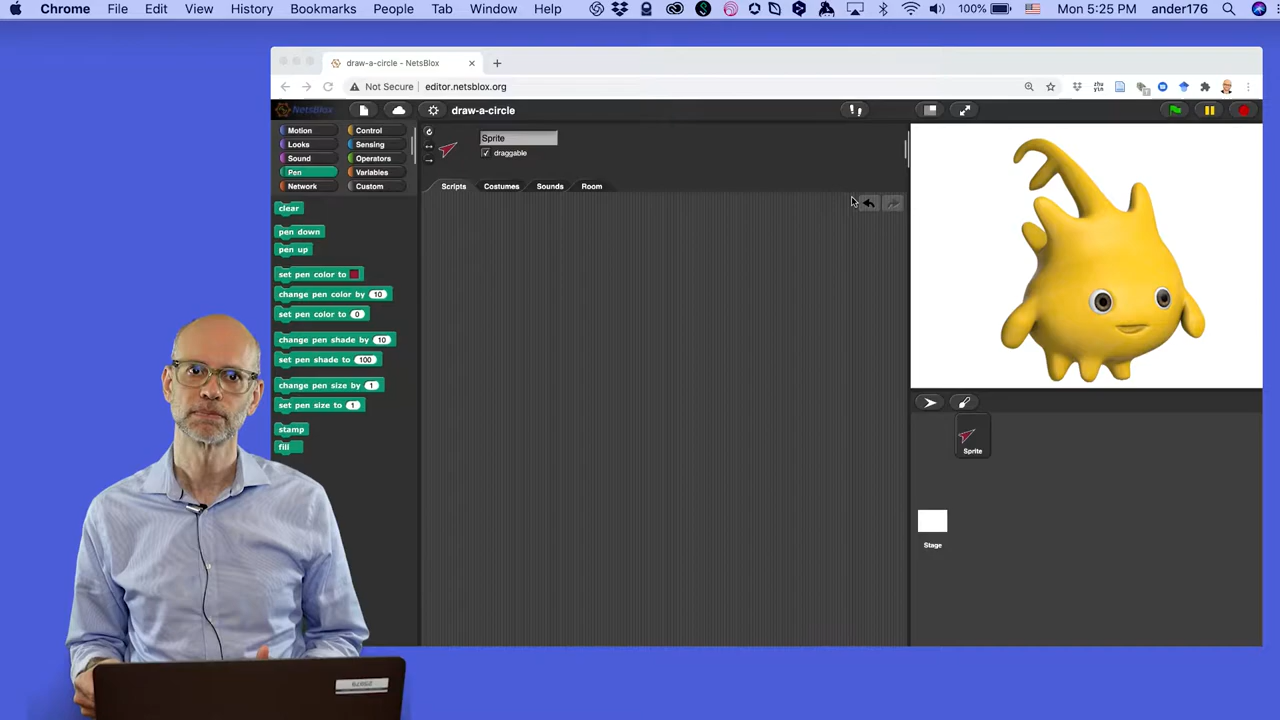 Chrome File Edit View History Bookmarks People Tab Window Help 100% Mon 5:25 PM ander176
draw-a-circle - NetsBlox
Not Secure editor.netsblox.org
NetsBlox draw-a-circle
Motion Control
Looks Sensing
Sound Operators
Pen Variables
Network Custom
Sprite
draggable
Scripts Costumes Sounds Room
clear
pen down
pen up
set pen color to
change pen color by 10
set pen color to 0
change pen shade by 10
set pen shade to 100
change pen size by 1
set pen size to 1
stamp
fill
Sprite
Stage